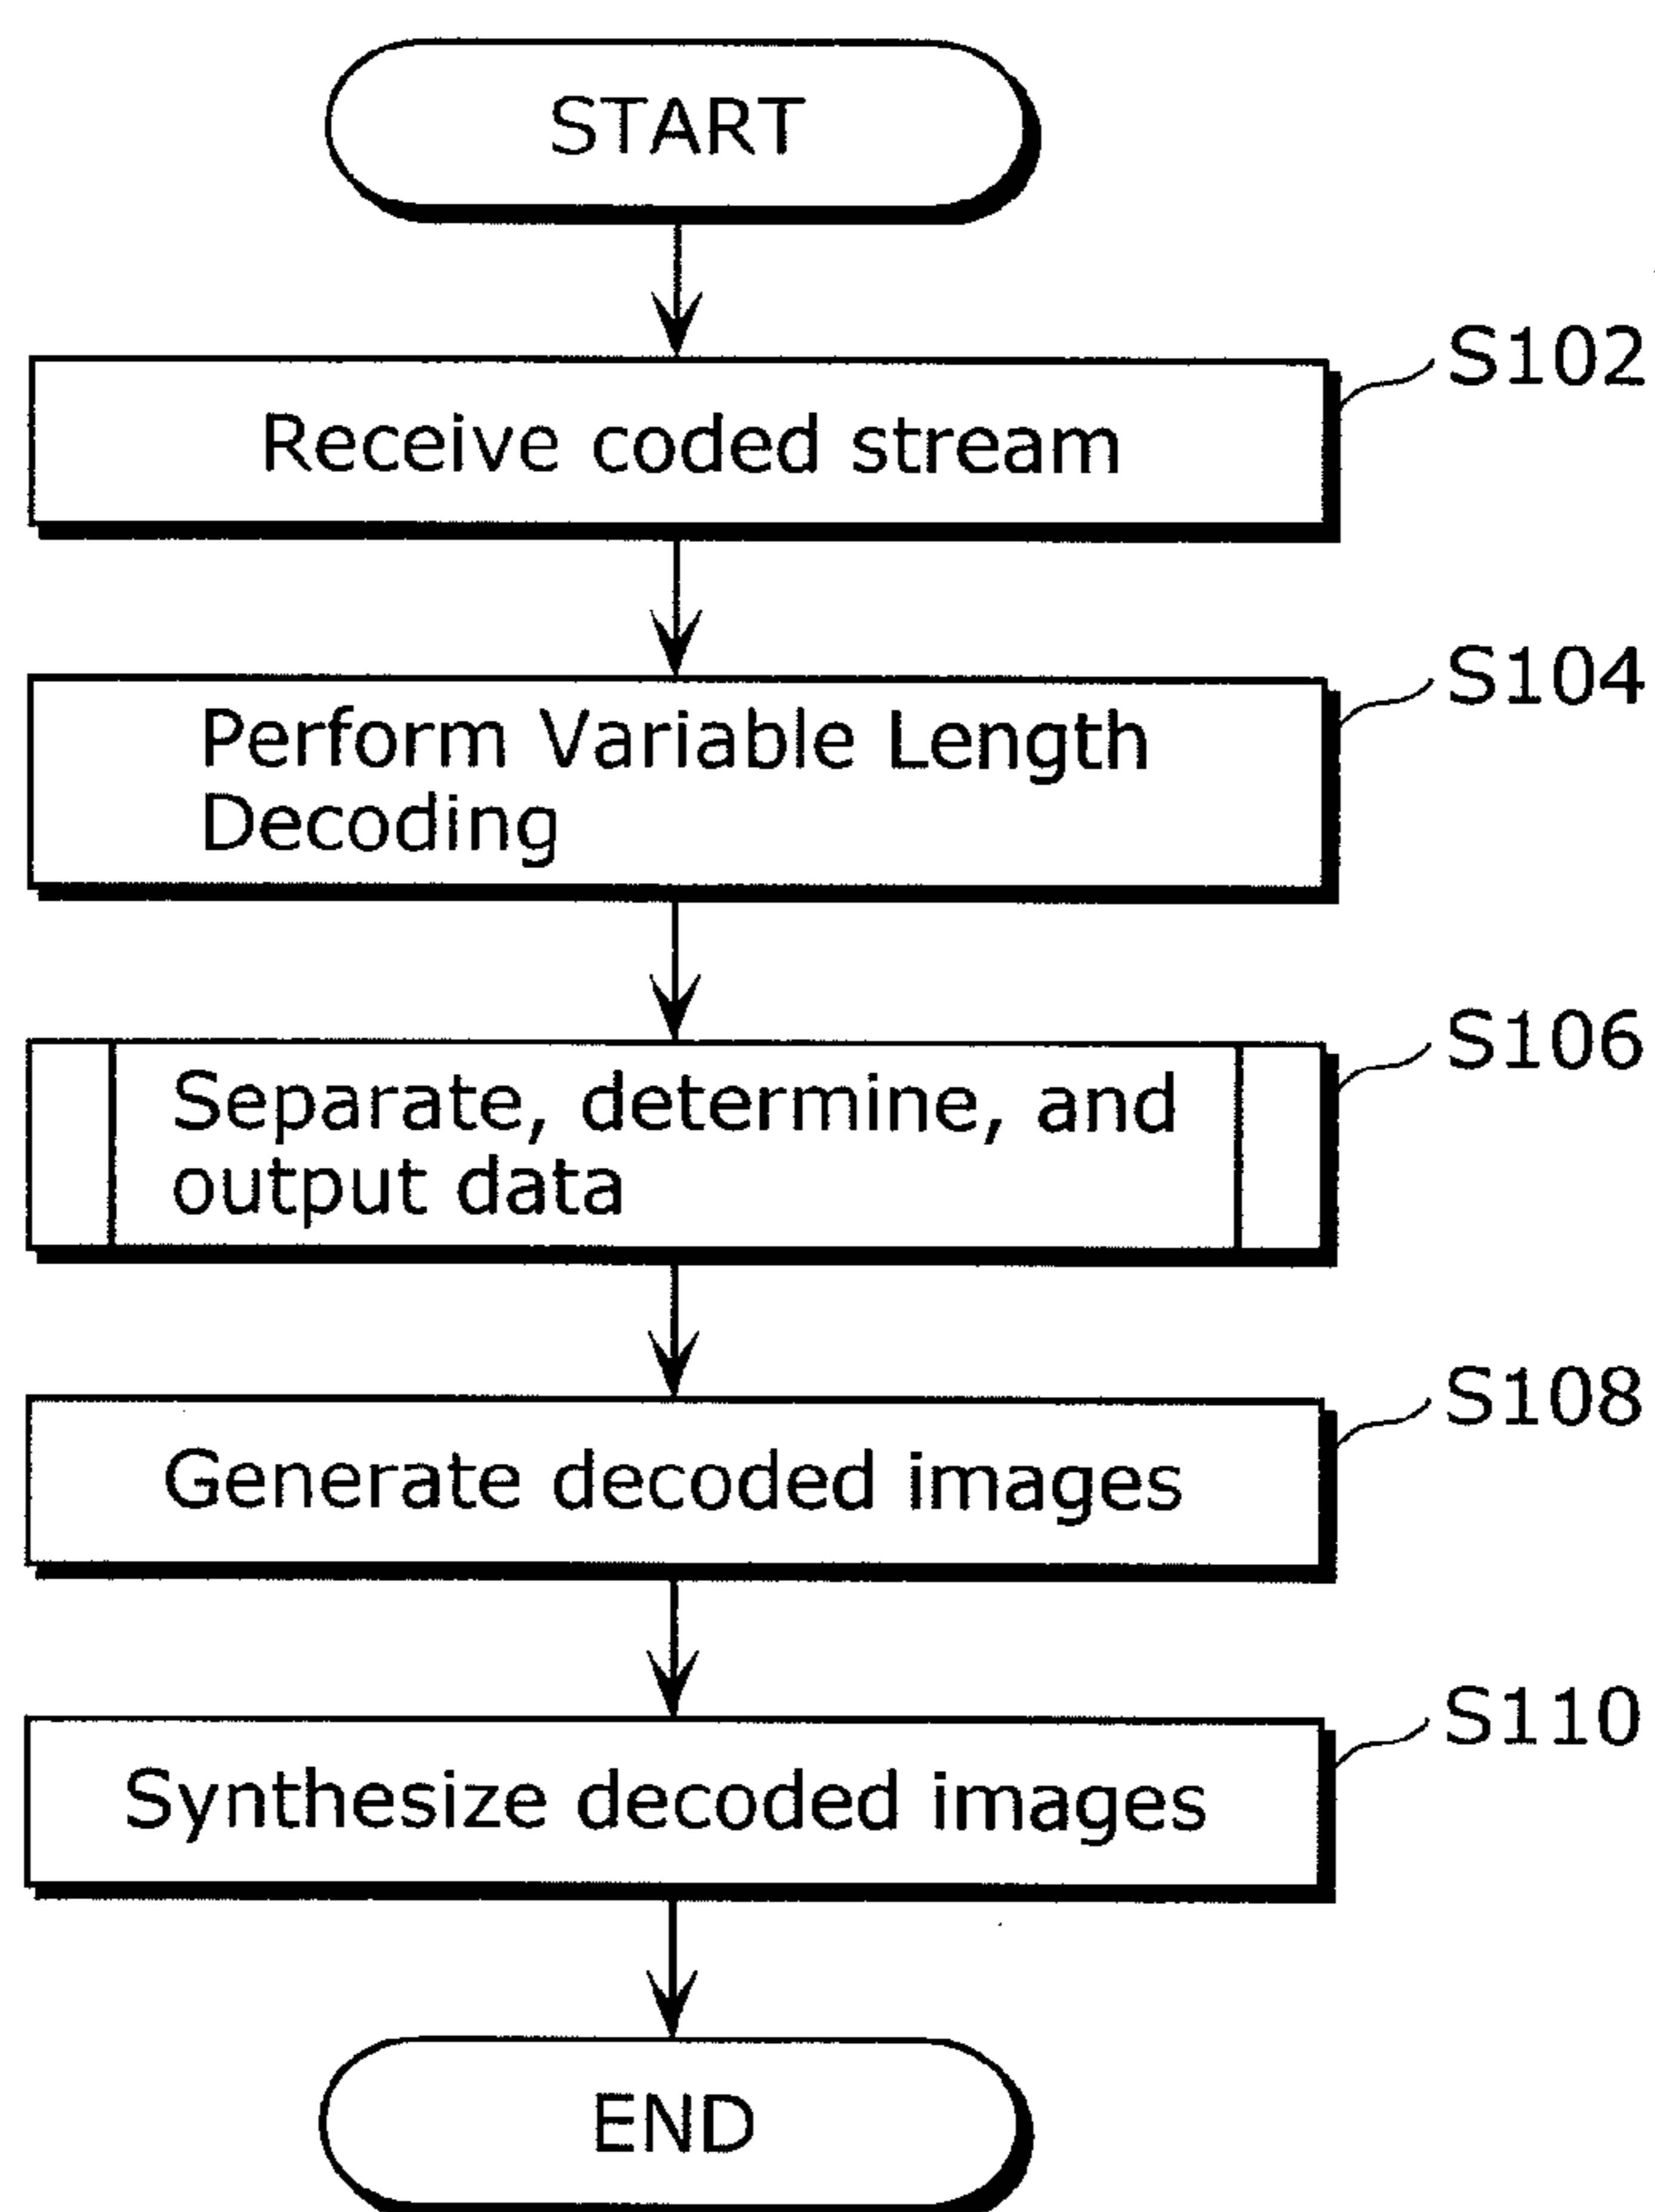 START
S102
Receive coded stream
S104
Perform Variable Length
Decoding
S106
Separate, determine, and
output data
S108
Generate decoded images
S110
Synthesize decoded images
END